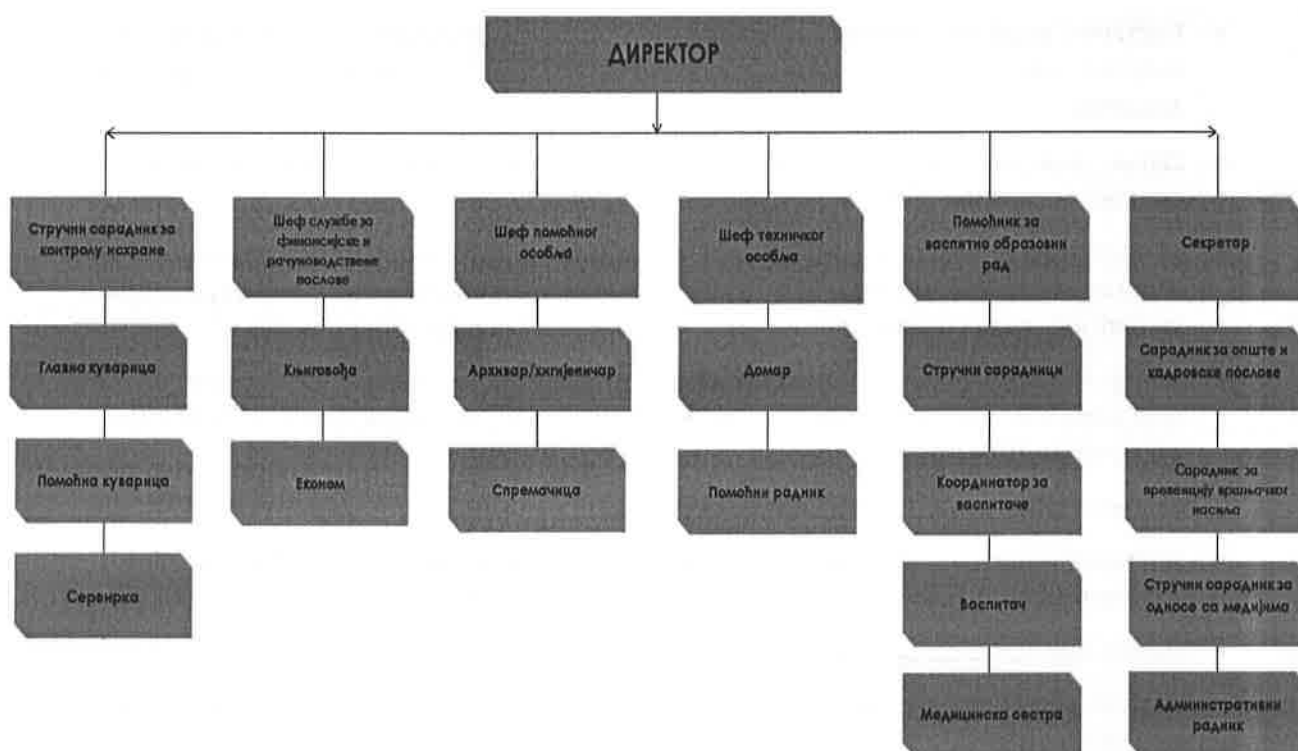 ДИРЕКТОР
Стручни сарадник за
контролу исхране
Главна куварица
Помоћна куварица
Сервирка
Шеф службе за
финансијске и
рачуноводствене
послове
Књиговођа
Економ
Шеф помоћног
особља
Архивар/хигијеничар
Спремачица
Шеф техничког
особља
Домар
Помоћни радник
Помоћник за
васпитно образовни
рад
Стручни сарадници
Координатор за
васпитаче
Васпитач
Медицинска сестра
Секретар
Сарадник за опште и
кадровске послове
Сарадник за
превенцију вршњачког
насиља
Стручни сарадник за
односе са медијима
Административни
радник